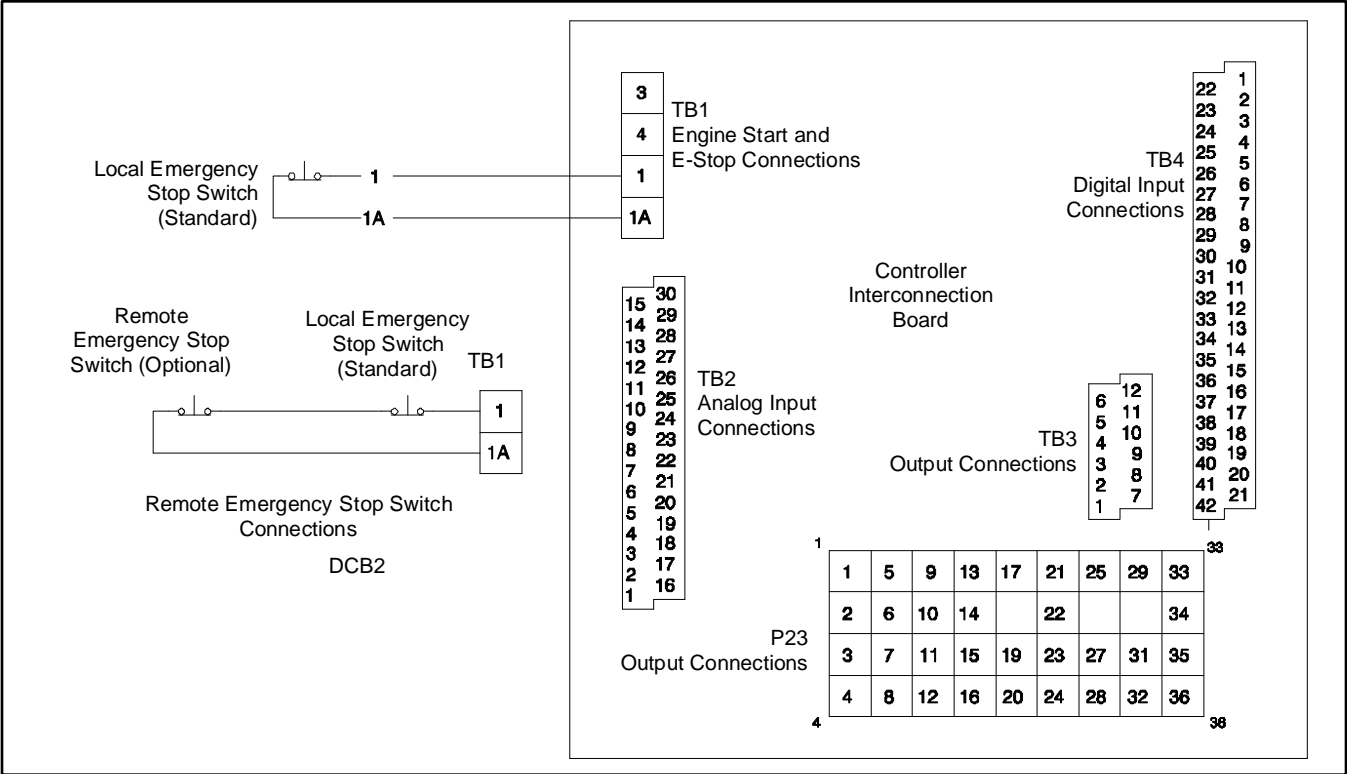 Local Emergency
Stop Switch
(Standard)
1
1A
3
4
1
1A
TB1
Engine Start and
E-Stop Connections
Remote
Emergency Stop
Switch (Optional)
Local Emergency
Stop Switch
(Standard)
TB1
1
1A
Remote Emergency Stop Switch
Connections
DCB2
15 30
14 29
13 28
12 27
11 26
10 25
9 24
8 23
7 22
6 21
5 20
4 19
3 18
2 17
1 16
TB2
Analog Input
Connections
Controller
Interconnection
Board
TB4
Digital Input
Connections
22 1
23 2
24 3
25 4
26 5
27 6
28 7
29 8
30 9
31 10
32 11
33 12
34 13
35 14
36 15
37 16
38 17
39 18
40 19
41 20
42 21
TB3
Output Connections
6 12
5 11
4 10
3 9
2 8
1 7
P23
Output Connections
1 33
1 5 9 13 17 21 25 29 33
2 6 10 14 22 34
3 7 11 15 19 23 27 31 35
4 8 12 16 20 24 28 32 36
4 36